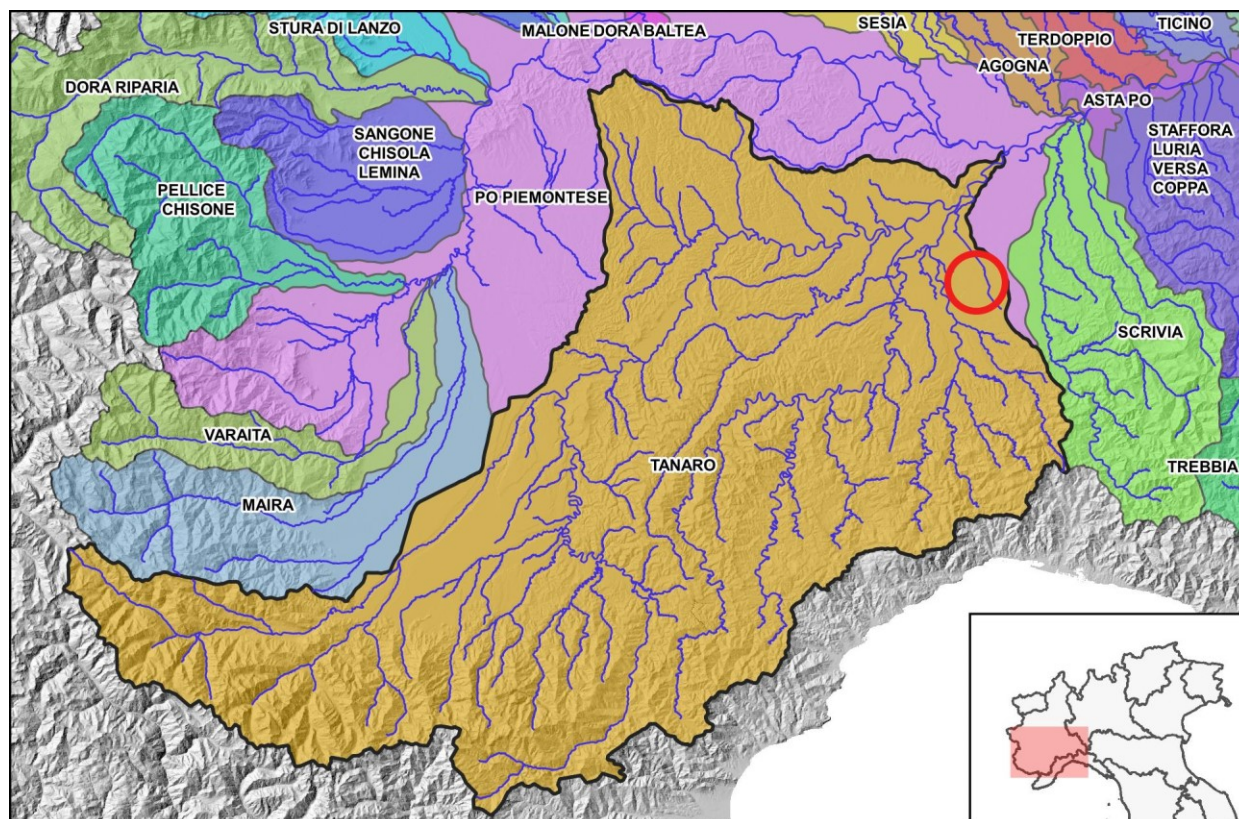 STURA DI LANZO
MALONE DORA BALTEA
SESIA
TERDOPPIO
TICINO
AGOGNA
DORA RIPARIA
ASTA PO
SANGONE
CHISOLA
LEMINA
STAFFORA
LURIA
VERSA
COPPA
PELLICE
CHISONE
PO PIEMONTESE
SCRIVIA
VARAITA
TANARO
TREBBIA
MAIRA